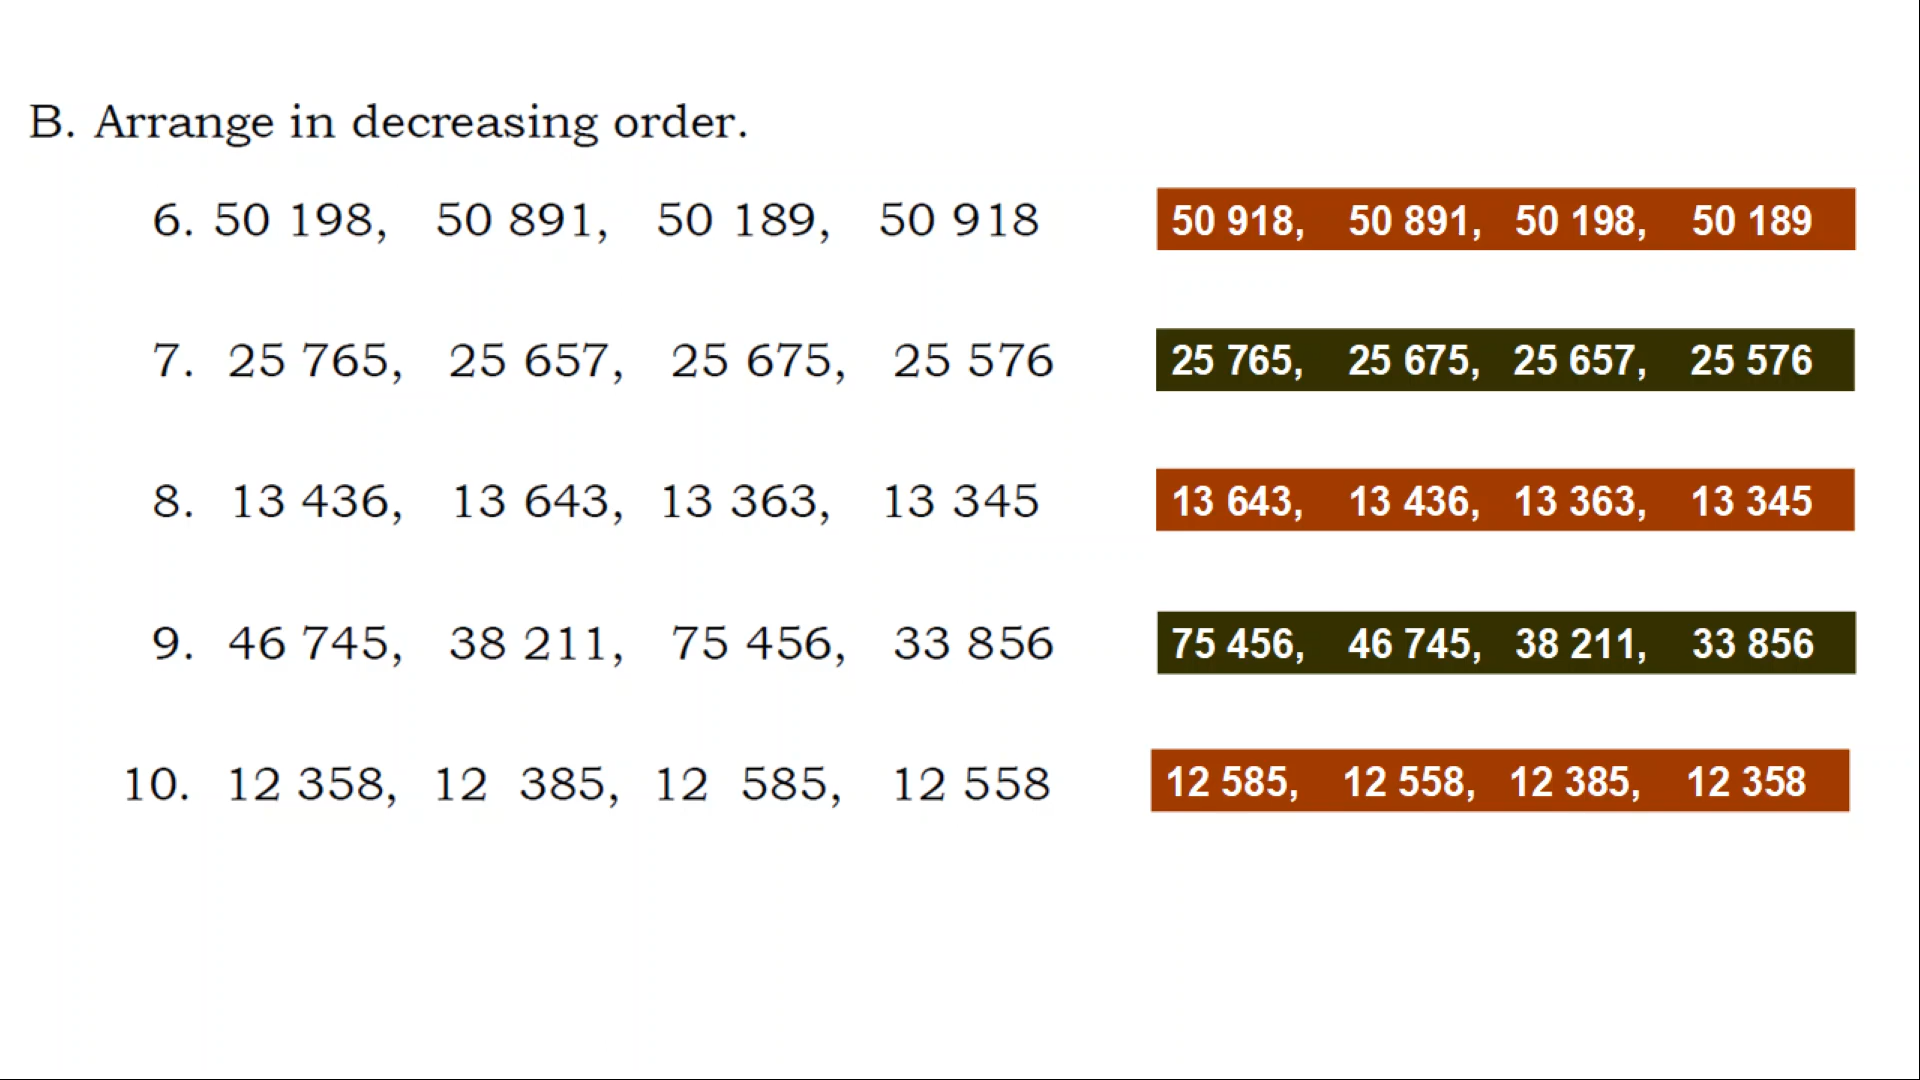 B. Arrange in decreasing order.
6. 50 198, 50 891, 50 189, 50 918 50 918, 50 891, 50 198, 50 189
7. 25 765, 25 657, 25 675, 25 576 25 765, 25 675, 25 657, 25 576
8. 13 436, 13 643, 13 363, 13 345 13 643, 13 436, 13 363, 13 345
9. 46 745, 38 211, 75 456, 33 856 75 456, 46 745, 38 211, 33 856
10. 12 358, 12 385, 12 585, 12 558 12 585, 12 558, 12 385, 12 358